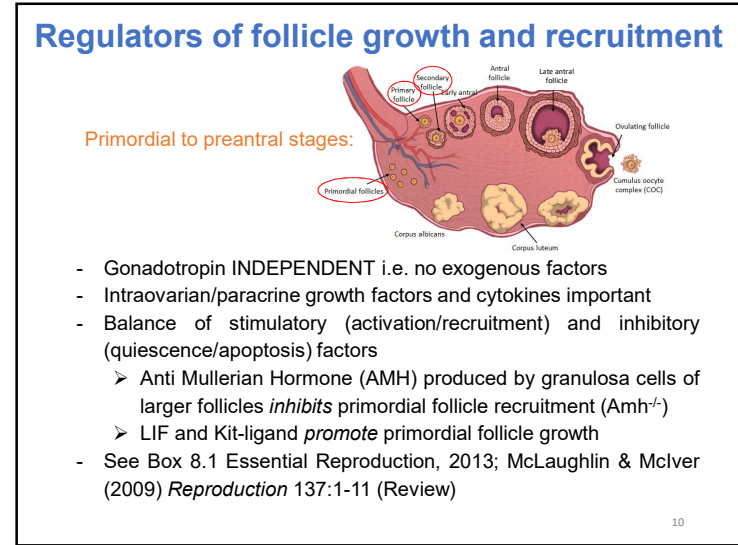 Regulators of follicle growth and recruitment
Primordial to preantral stages:
Primary
follicle
Secondary
follicle
Early antral
Antral
follicle
Late antral
follicle
Ovulating follicle
Cumulus oocyte
complex (COC)
Primordial follicles
Corpus albicans
Corpus luteum
- Gonadotropin INDEPENDENT i.e. no exogenous factors
- Intraovarian/paracrine growth factors and cytokines important
- Balance of stimulatory (activation/recruitment) and inhibitory
(quiescence/apoptosis) factors
➢ Anti Mullerian Hormone (AMH) produced by granulosa cells of
larger follicles inhibits primordial follicle recruitment (Amh-/-)
➢ LIF and Kit-ligand promote primordial follicle growth
- See Box 8.1 Essential Reproduction, 2013; McLaughlin & McIver
(2009) Reproduction 137:1-11 (Review)
10